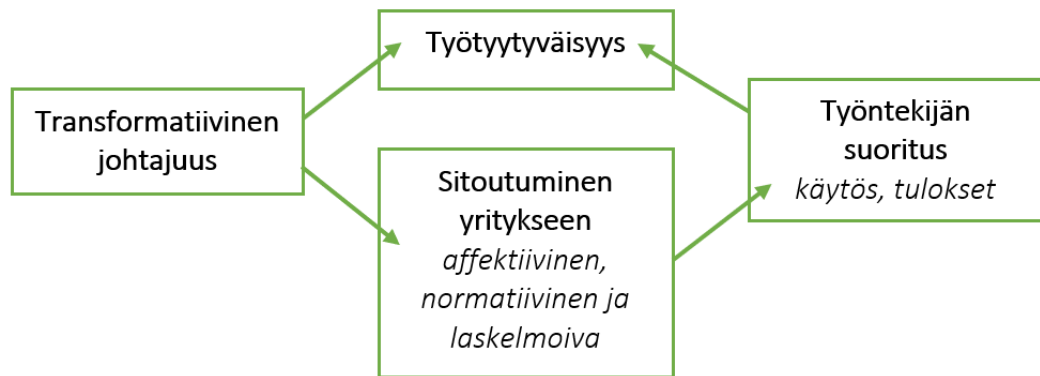 Työtyytyväisyys
Transformatiivinen
johtajuus
Sitoutuminen
yritykseen
affektiivinen,
normatiivinen ja
laskelmoiva
Työntekijän
suoritus
käytös, tulokset